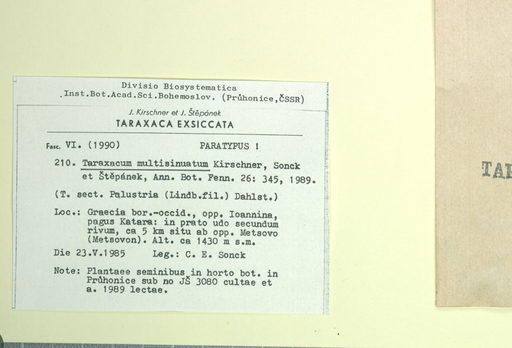 Divisio Biosystematica
Inst.Bot.Acad.Sci.Bohemoslov. (Průhonice,ČSSR)
J. Kirschner et J. Štěpánek
TARAXACA EXSICCATA
Fasc. VI. (1990) PARATYPUS !
210. Taraxacum multisinuatum Kirschner, Sonck
et Štěpánek, Ann. Bot. Fenn. 26: 345, 1989.
(T. sect. Palustria (Lindb.fil.) Dahlst.)
Loc.: Graecia bor.-occid., opp. Ioannina,
pagus Katara: in prato udo secundum
rivum, ca 5 km situ ab opp. Metsovo
(Metsovon). Alt. ca 1430 m s.m.
Die 23.V.1985 Leg.: C. E. Sonck
Note: Plantae seminibus in horto bot. in
Průhonice sub no JŠ 3080 cultae et
a. 1989 lectae.
TAR